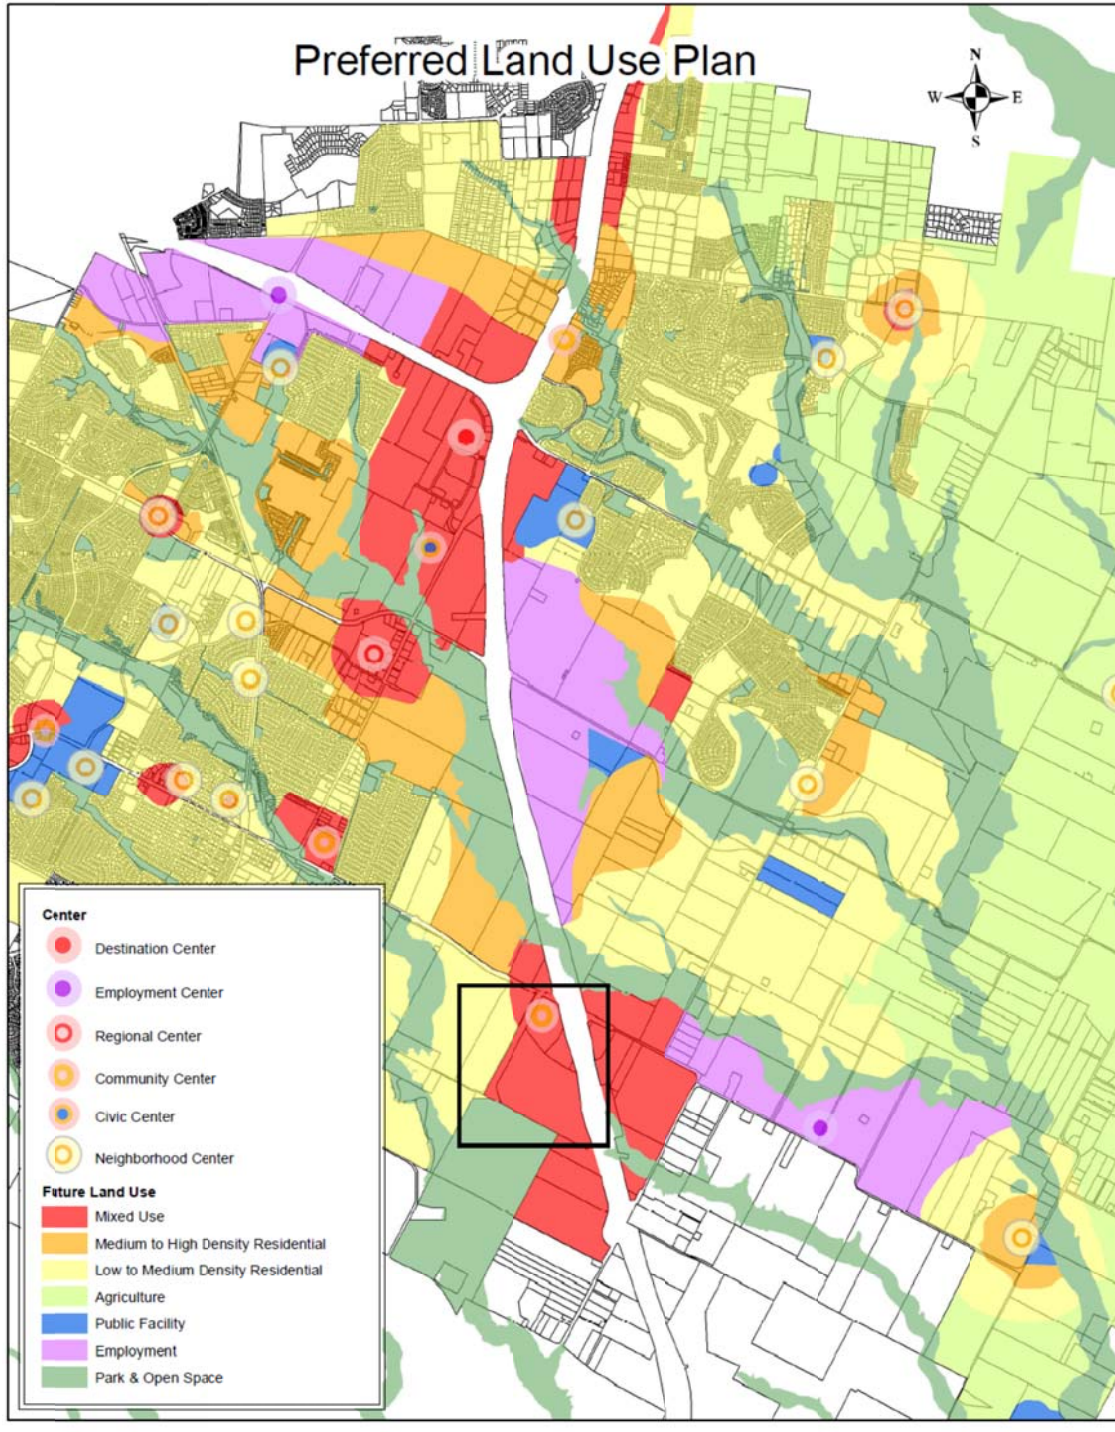 Preferred Land Use Plan
N
W E
S
Center
Destination Center
Employment Center
Regional Center
Community Center
Civic Center
Neighborhood Center
Future Land Use
Mixed Use
Medium to High Density Residential
Low to Medium Density Residential
Agriculture
Public Facility
Employment
Park & Open Space